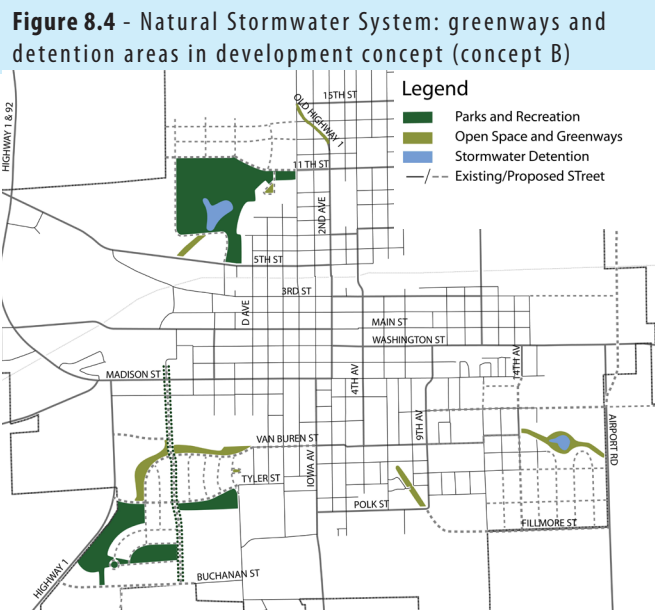 Figure 8.4 - Natural Stormwater System: greenways and
detention areas in development concept (concept B)
Legend
Parks and Recreation
Open Space and Greenways
Stormwater Detention
Existing/Proposed STreet
HIGHWAY 1 & 92
OLD HIGHWAY 1
15TH ST
11 TH ST
2ND AVE
5TH ST
3RD ST
D AVE
MAIN ST
WASHINGTON ST
MADISON ST
4TH AV
14TH AV
9TH AV
AIRPORT RD
VAN BUREN ST
IOWA AV
TYLER ST
POLK ST
FILLMORE ST
HIGHWAY 1
BUCHANAN ST